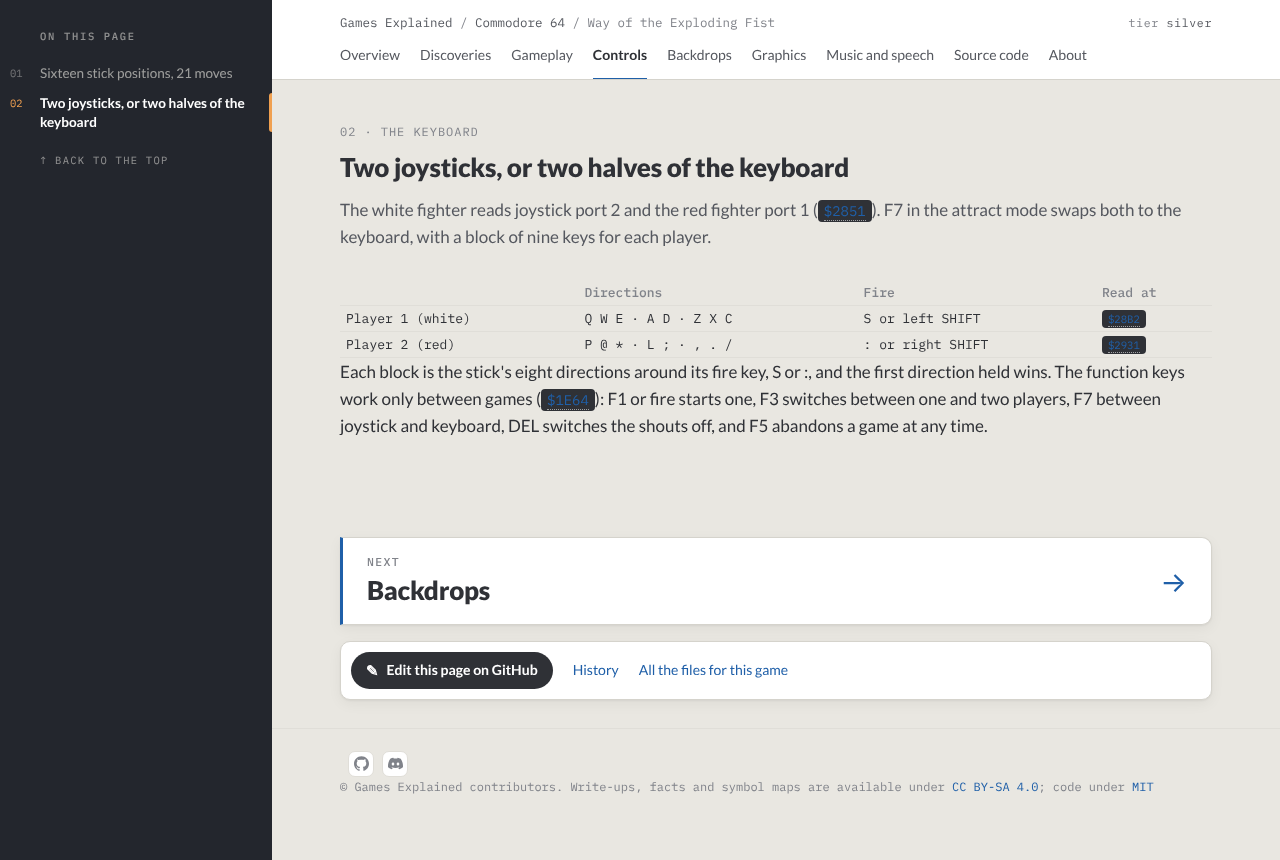 ON THIS PAGE
01 Sixteen stick positions, 21 moves
02 Two joysticks, or two halves of the
keyboard
↑ BACK TO THE TOP
Games Explained / Commodore 64 / Way of the Exploding Fist
tier silver
Overview Discoveries Gameplay Controls Backdrops Graphics Music and speech Source code About
02 · THE KEYBOARD
Two joysticks, or two halves of the keyboard
The white fighter reads joystick port 2 and the red fighter port 1 ($2851). F7 in the attract mode swaps both to the
keyboard, with a block of nine keys for each player.
Directions Fire Read at
Player 1 (white) Q W E · A D · Z X C S or left SHIFT $28B2
Player 2 (red) P @ * · L ; · , . / : or right SHIFT $2931
Each block is the stick's eight directions around its fire key, S or :, and the first direction held wins. The function keys
work only between games ($1E64): F1 or fire starts one, F3 switches between one and two players, F7 between
joystick and keyboard, DEL switches the shouts off, and F5 abandons a game at any time.
NEXT
Backdrops
→
✎ Edit this page on GitHub History All the files for this game
© Games Explained contributors. Write-ups, facts and symbol maps are available under CC BY-SA 4.0; code under MIT